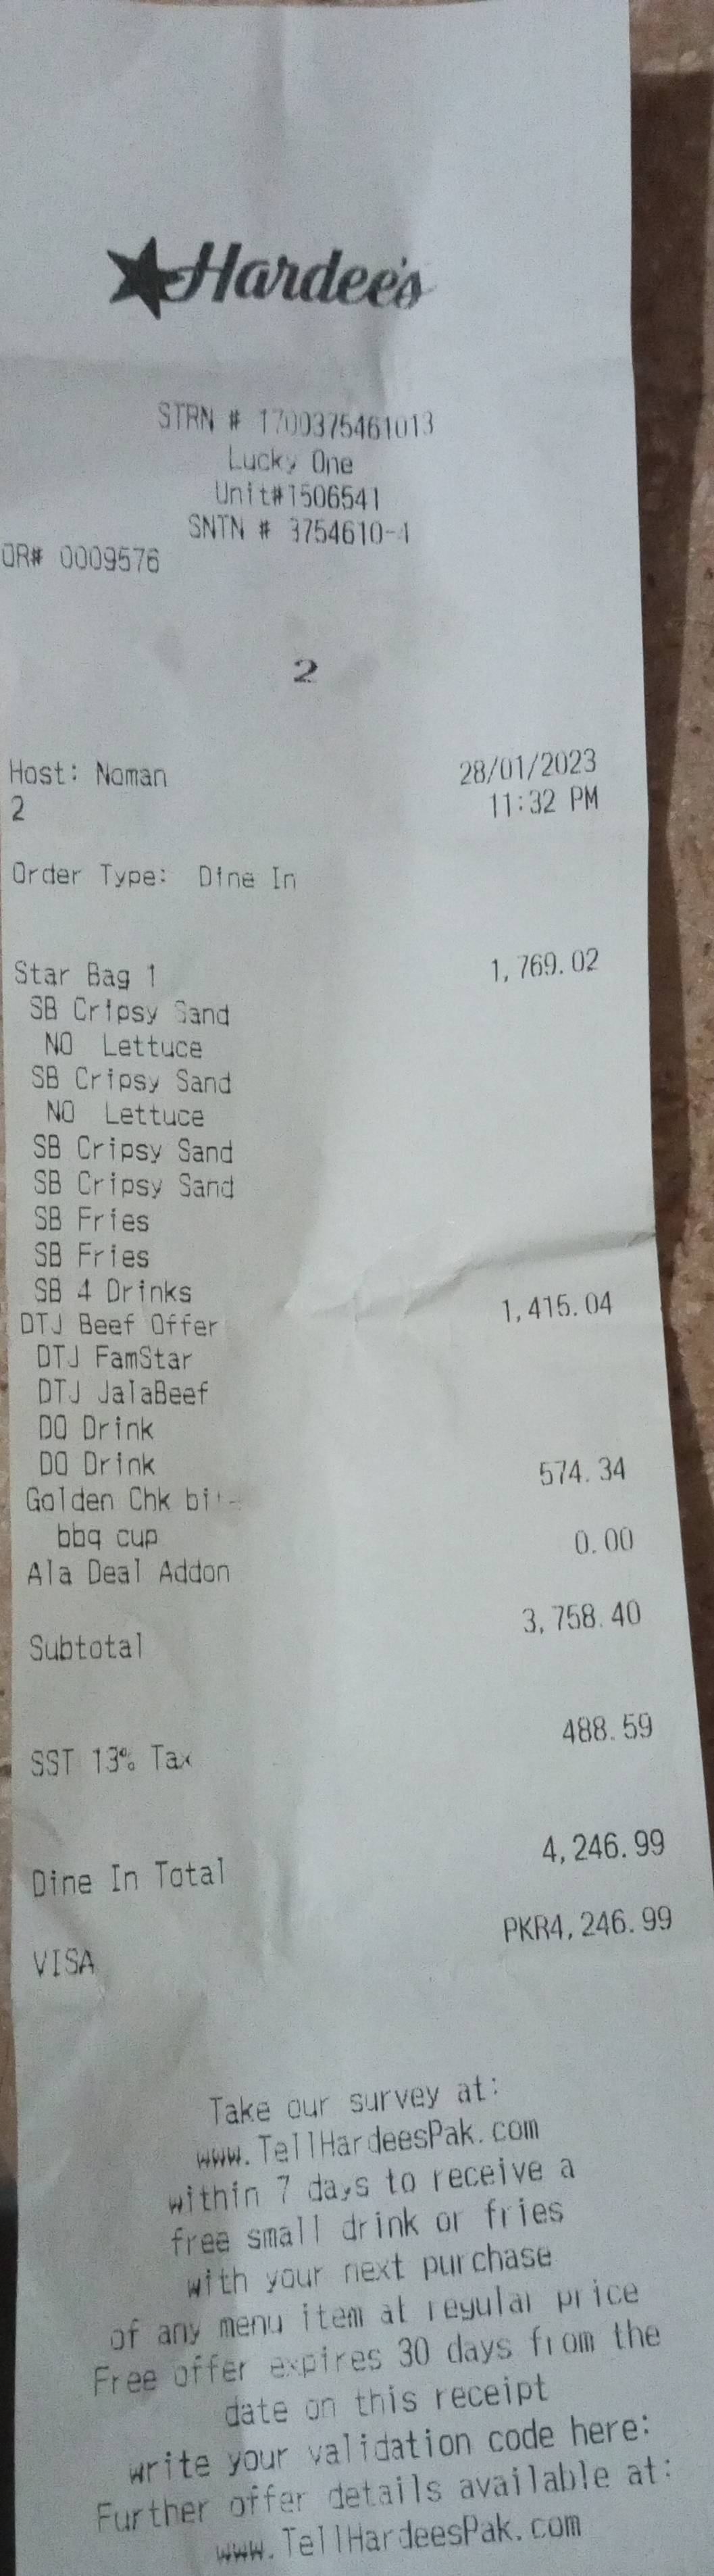 Hardee's
STRN # 1700375461013
Lucky One
Unit#1506541
SNTN # 3754610-4
OR# 0009576
2
Host: Noman 28/01/2023
2 11:32 PM
Order Type: Dine In
Star Bag 1 1,769.02
SB Cripsy Sand
NO Lettuce
SB Cripsy Sand
NO Lettuce
SB Cripsy Sand
SB Cripsy Sand
SB Fries
SB Fries
SB 4 Drinks
DTJ Beef Offer 1,415.04
DTJ FamStar
DTJ JalaBeef
DO Drink
DO Drink
Golden Chk 574.34
bbq cup
Ala Deal Addon 0.00
Subtotal 3,758.40
SST 13% Tax 488.59
Dine In Total 4,246.99
VISA PKR4,246.99
Take our survey at:
www.TellHardeesPak.com
within 7 days to receive a
free small drink or fries
with your next purchase
of any menu item at regular price
Free offer expires 30 days from the
date on this receipt
write your validation code here:
Further offer details available at:
www.TellHardeesPak.com